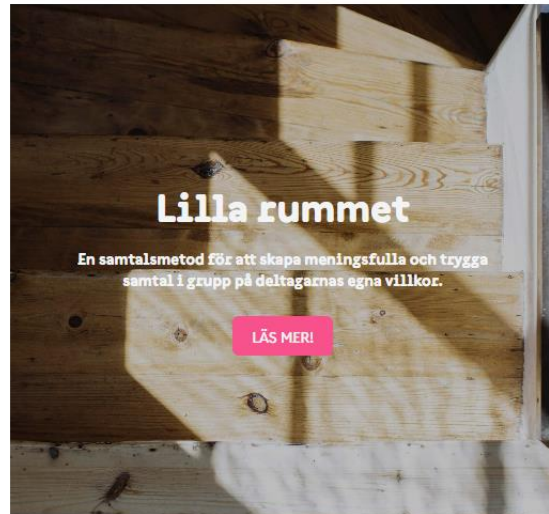 Lilla rummet
En samtalsmetod för att skapa meningsfulla och trygga
samtal i grupp på deltagarnas egna villkor.
LÄS MER!